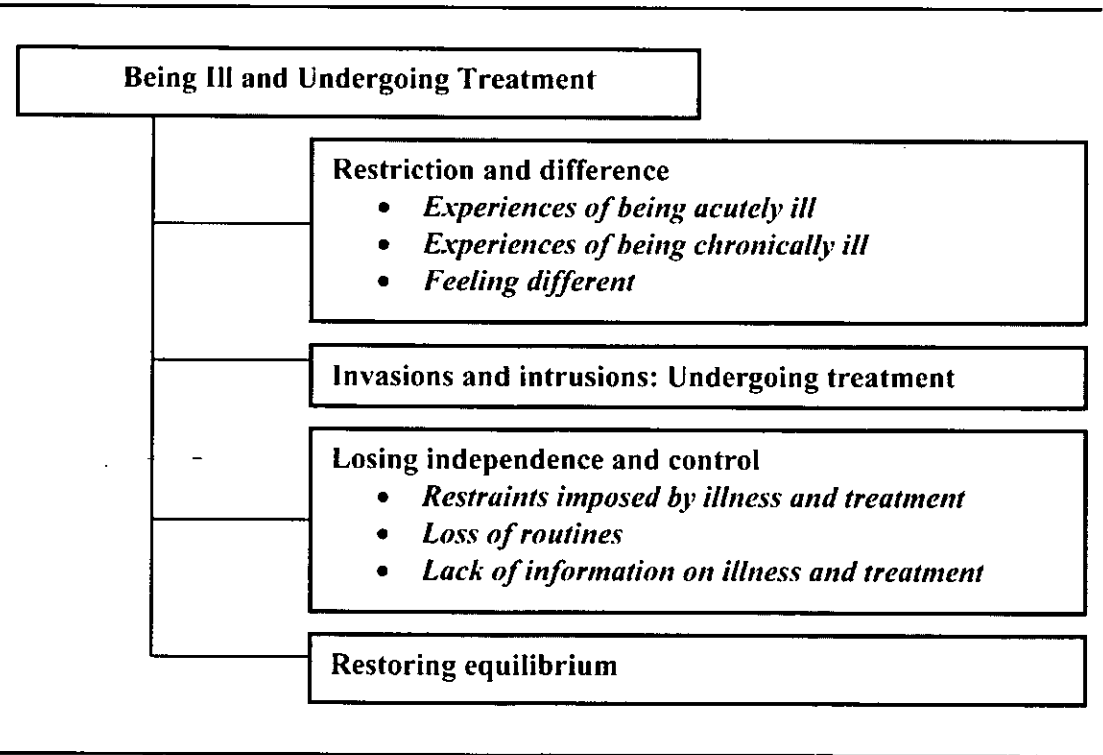 Being Ill and Undergoing Treatment
Restriction and difference
• Experiences of being acutely ill
• Experiences of being chronically ill
• Feeling different
Invasions and intrusions: Undergoing treatment
Losing independence and control
• Restraints imposed by illness and treatment
• Loss of routines
• Lack of information on illness and treatment
Restoring equilibrium